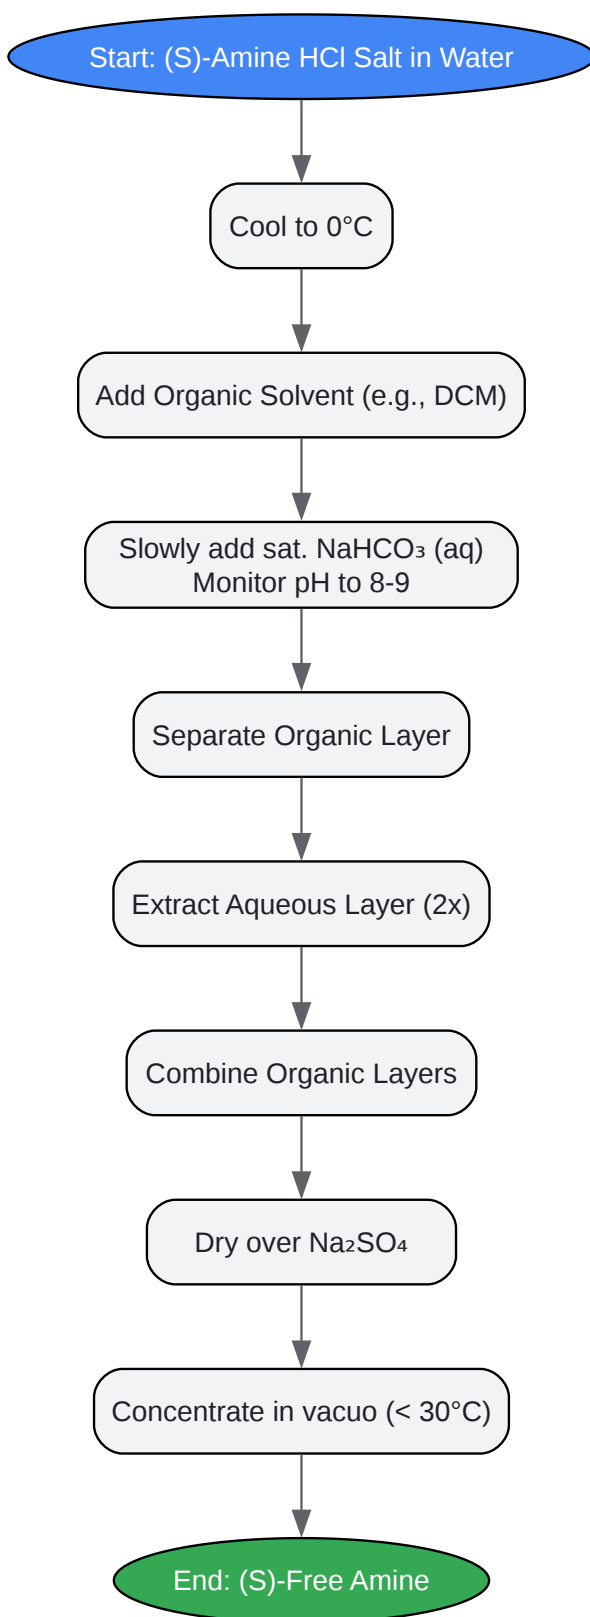 Start: (S)-Amine HCl Salt in Water
Cool to 0°C
Add Organic Solvent (e.g., DCM)
Slowly add sat. NaHCO₃ (aq)
Monitor pH to 8-9
Separate Organic Layer
Extract Aqueous Layer (2x)
Combine Organic Layers
Dry over Na₂SO₄
Concentrate in vacuo (< 30°C)
End: (S)-Free Amine